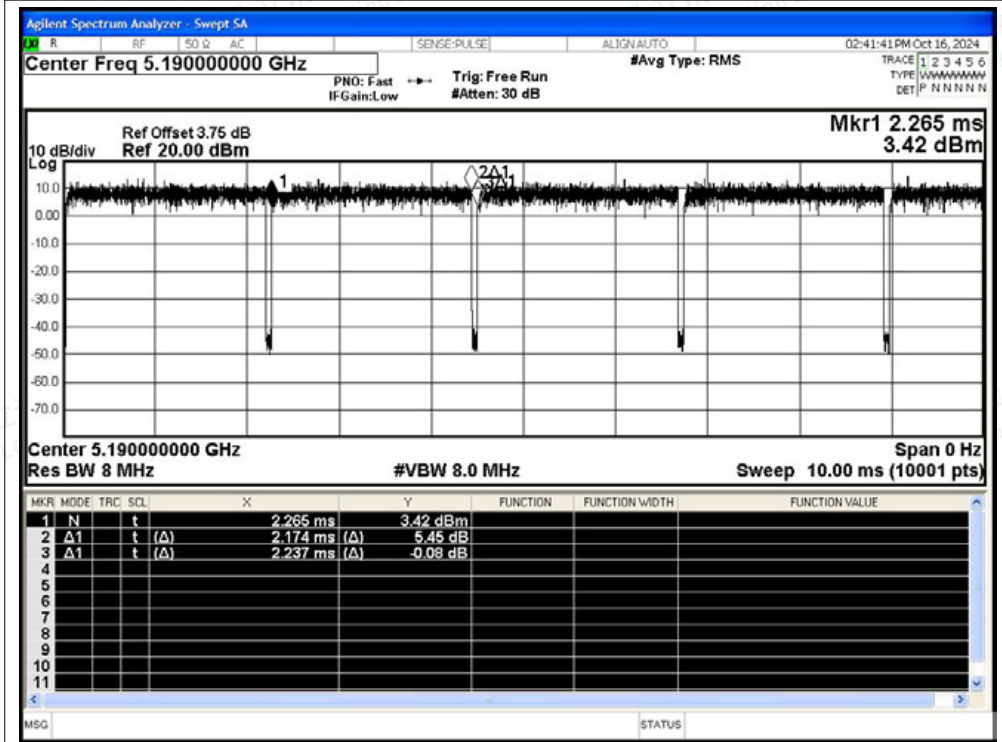 Agilent Spectrum Analyzer - Swept SA
LXI R RF 50 Ω AC SENSE:PULSE ALIGNAUTO 02:41:41 PM Oct 16, 2024
Center Freq 5.190000000 GHz #Avg Type: RMS TRACE 1 2 3 4 5 6
PNO: Fast Trig: Free Run TYPE WWWWWW
IFGain:Low #Atten: 30 dB DET P N N N N N
Mkr1 2.265 ms
Ref Offset 3.75 dB
10 dB/div Ref 20.00 dBm 3.42 dBm
Log
10.0
0.00
-10.0
-20.0
-30.0
-40.0
-50.0
-60.0
-70.0
1
2Δ1
3Δ1
Center 5.190000000 GHz Span 0 Hz
Res BW 8 MHz #VBW 8.0 MHz Sweep 10.00 ms (10001 pts)
MKR MODE TRC SCL X Y FUNCTION FUNCTION WIDTH FUNCTION VALUE
1 N t 2.265 ms 3.42 dBm
2 Δ1 t (Δ) 2.174 ms (Δ) 5.45 dB
3 Δ1 t (Δ) 2.237 ms (Δ) -0.08 dB
4
5
6
7
8
9
10
11
MSG STATUS